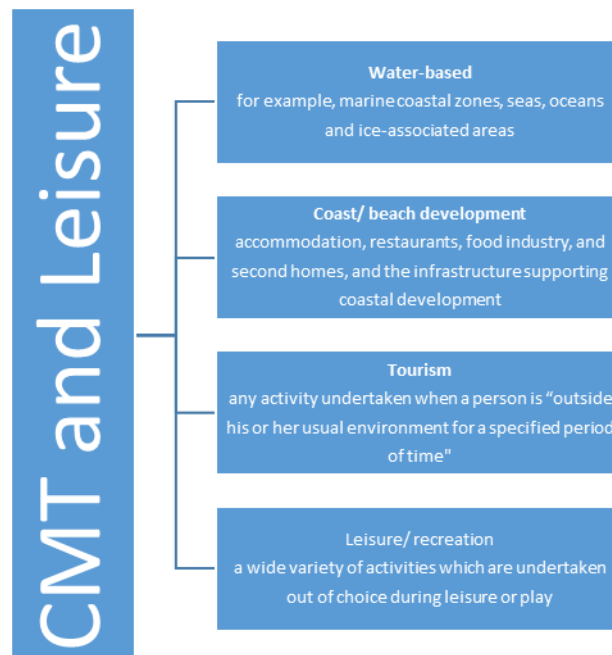 CMT and Leisure
Water-based
for example, marine coastal zones, seas, oceans
and ice-associated areas
Coast/ beach development
accommodation, restaurants, food industry, and
second homes, and the infrastructure supporting
coastal development
Tourism
any activity undertaken when a person is “outside
his or her usual environment for a specified period
of time"
Leisure/ recreation
a wide variety of activities which are undertaken
out of choice during leisure or play